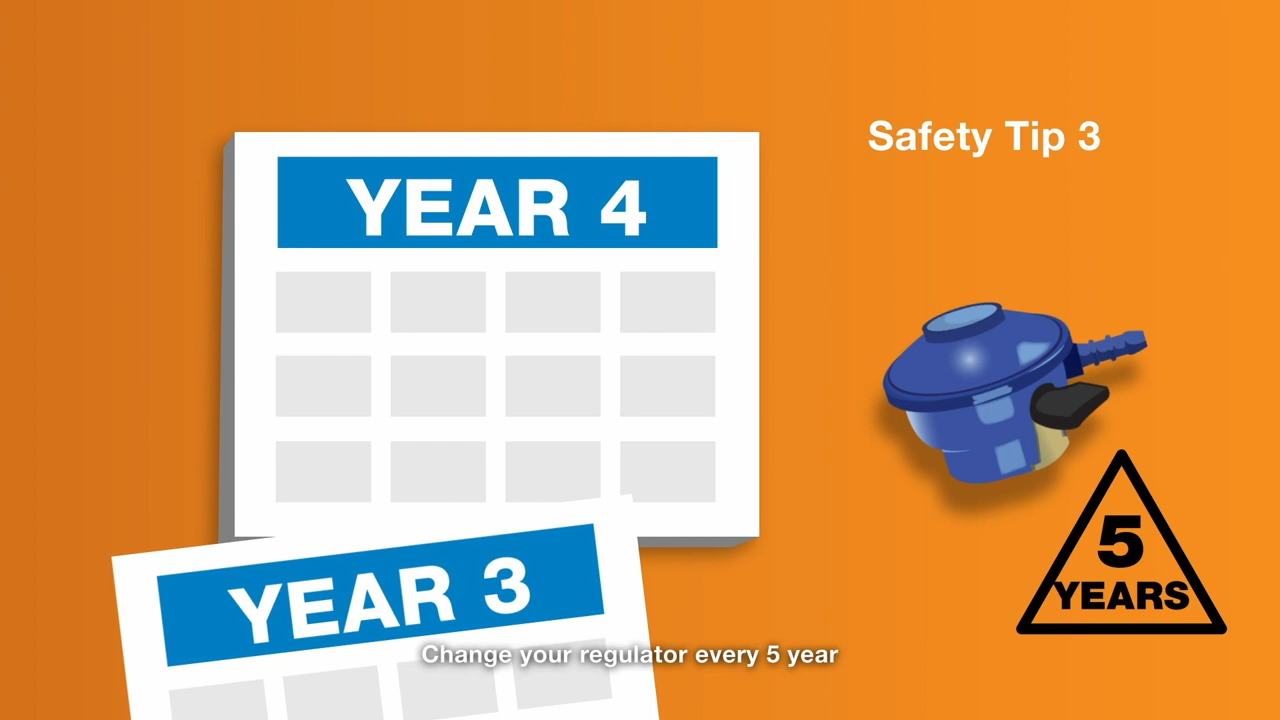 Safety Tip 3
YEAR 4
5
YEARS
YEAR 3
Change your regulator every 5 year